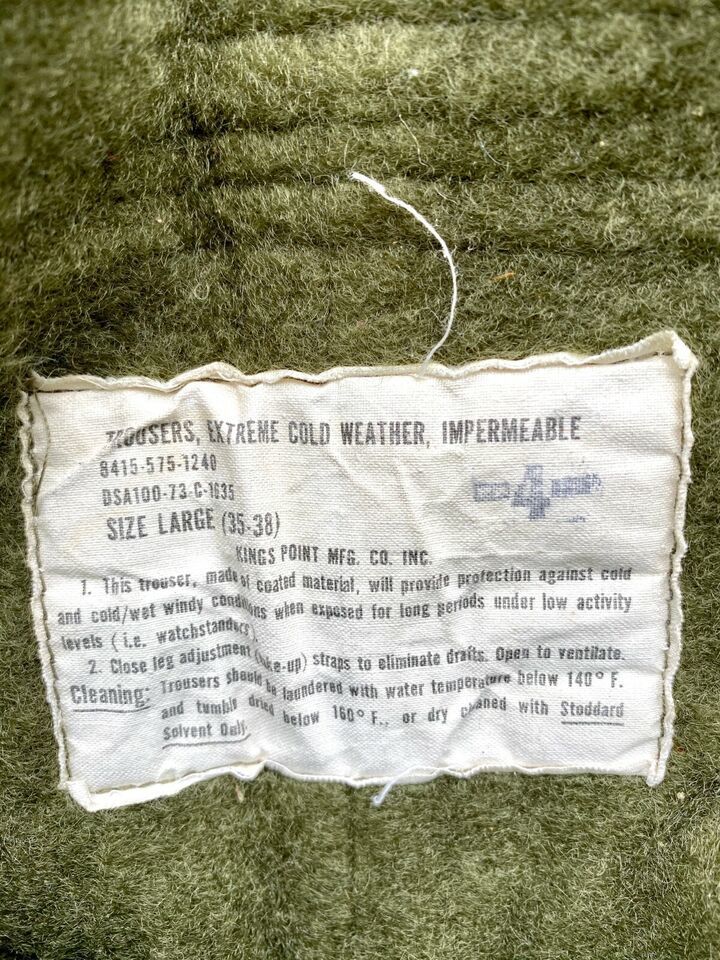 TROUSERS, EXTREME COLD WEATHER, IMPERMEABLE
8415-575-1240
DSA100-73-C-1635
4
SIZE LARGE (35-38)
KINGS POINT MFG. CO. INC.
1. This trouser, made of coated material, will provide protection against cold
and cold/wet windy conditions when exposed for long periods under low activity
levels (i.e. watchstanders)
2. Close leg adjustment (take-up) straps to eliminate drafts. Open to ventilate.
Cleaning: Trousers should be laundered with water temperature below 140° F.
and tumble dried below 160° F., or dry cleaned with Stoddard
Solvent Only.